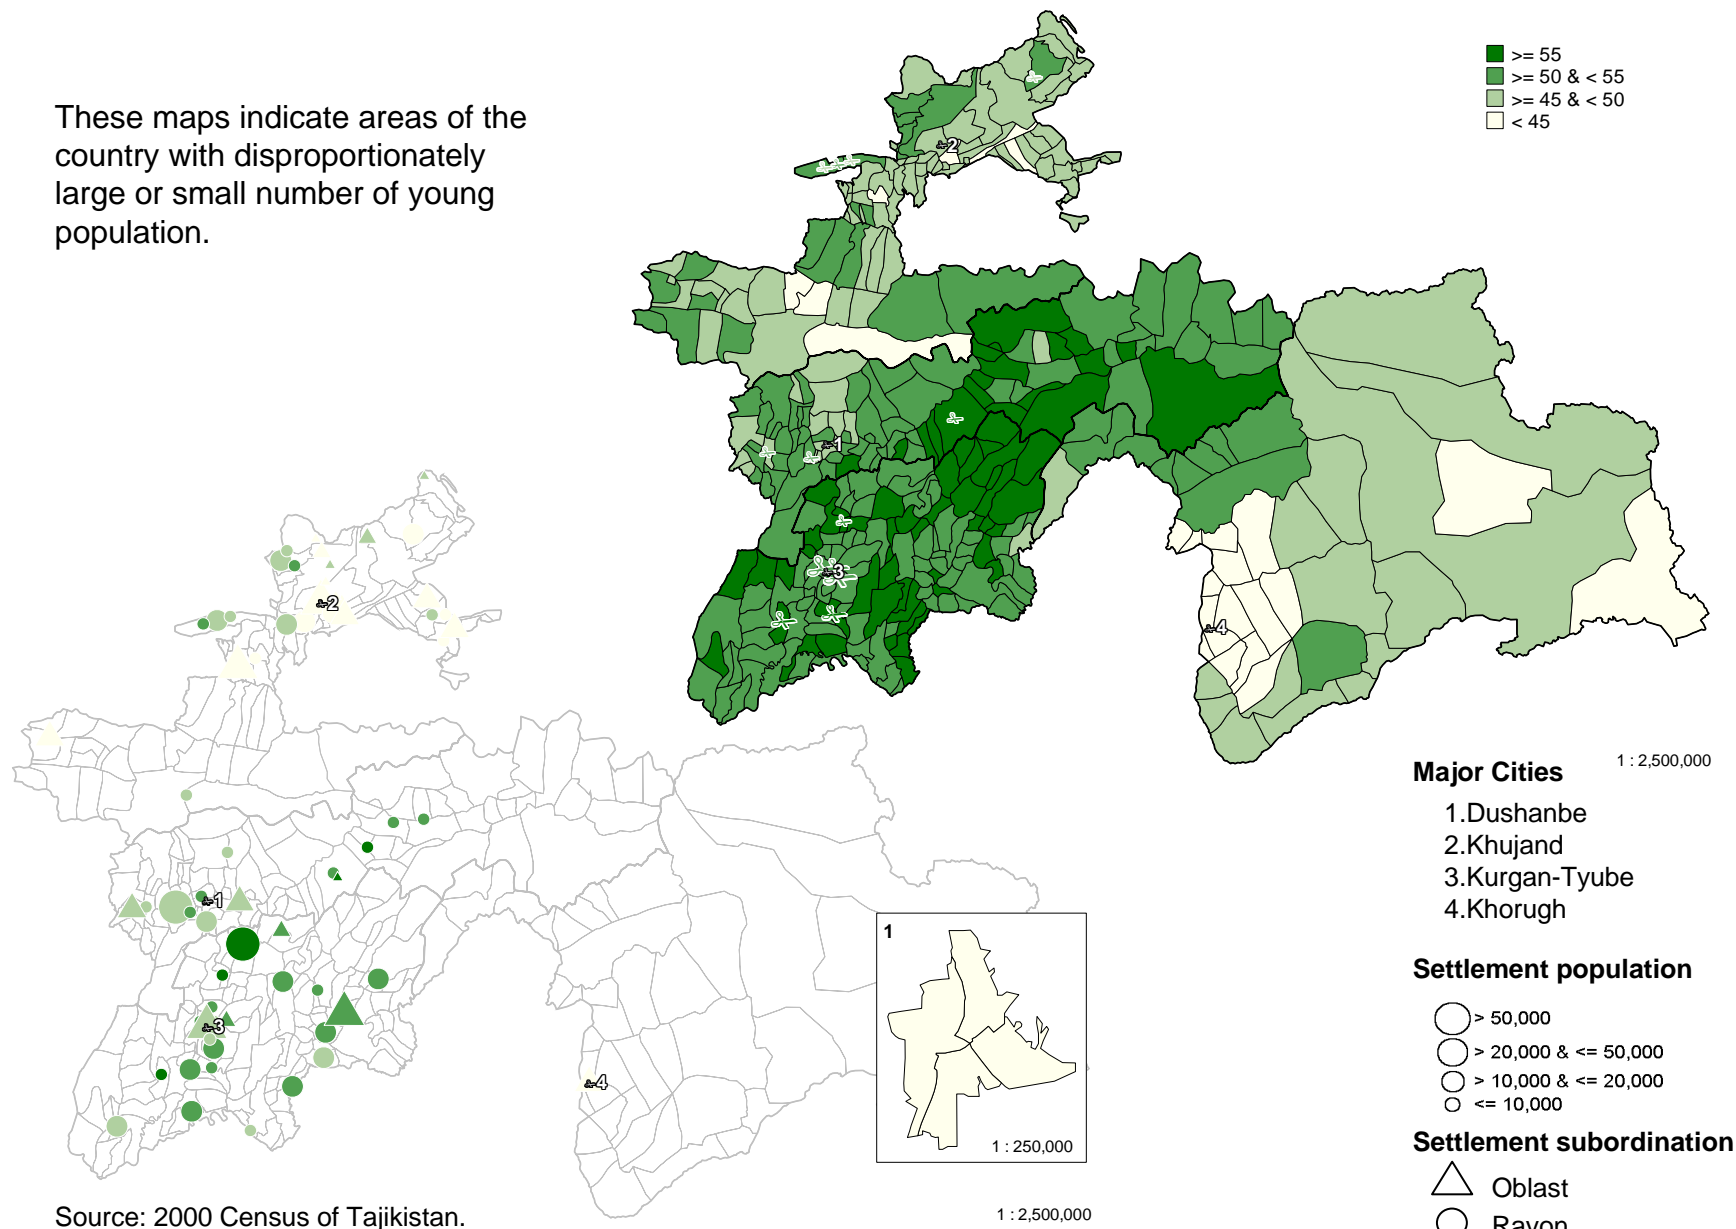 These maps indicate areas of the
country with disproportionately
large or small number of young
population.
>= 55
>= 50 & < 55
>= 45 & < 50
< 45
2
1
3
4
1 : 2,500,000
2
1
3
4
1
1 : 250,000
1 : 2,500,000
Major Cities
1.Dushanbe
2.Khujand
3.Kurgan-Tyube
4.Khorugh
Settlement population
> 50,000
> 20,000 & <= 50,000
> 10,000 & <= 20,000
<= 10,000
Settlement subordination
Oblast
Rayon
Source: 2000 Census of Tajikistan.